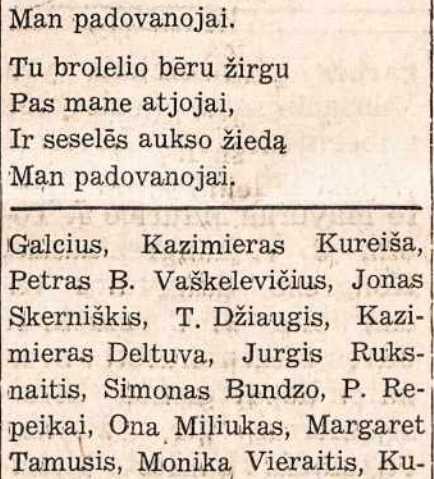 Man padovanojai.
Tu brolelio bēru žirgu
Pas mane atjojai,
Ir seselēs aukso žiedą
Man padovanojai.
Galcius, Kazimieras Kureiša,
Petras B. Vaškelevičius, Jonas
Skerniškis, T. Džiaugis, Kazi-
mieras Deltuva, Jurgis Ruks-
naitis, Simonas Bundzo, P. Re-
peikai, Ona Miliukas, Margaret
Tamusis, Monika Vieraitis, Ku-